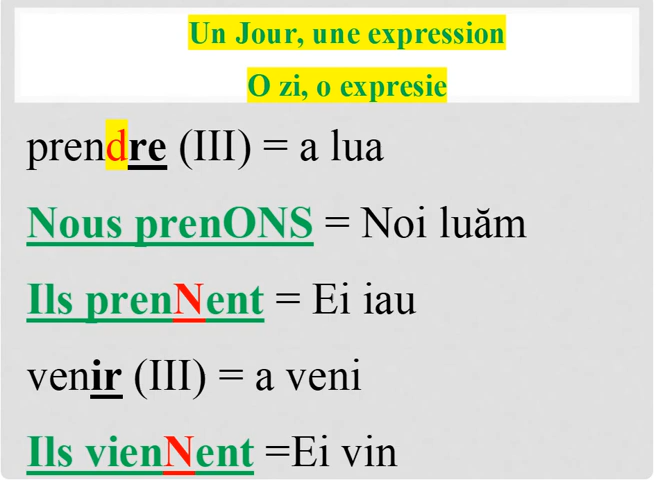 Un Jour, une expression
O zi, o expresie
prendre (III) = a lua
Nous prenONS = Noi luăm
Ils prenNent = Ei iau
venir (III) = a veni
Ils vienNent =Ei vin